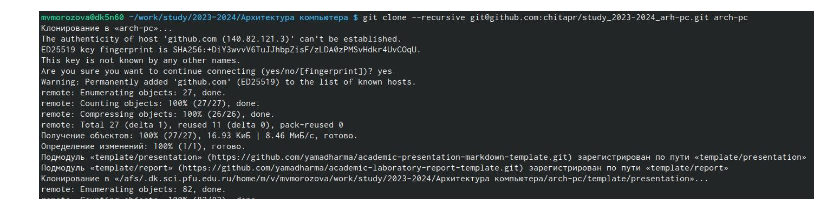 mvmorozova@dk5n60 ~/work/study/2023-2024/Архитектура компьютера $ git clone --recursive git@github.com:chitapr/study_2023-2024_arh-pc.git arch-pc
Клонирование в «arch-pc»...
The authenticity of host 'github.com (140.82.121.3)' can't be established.
ED25519 key fingerprint is SHA256:+DiY3wvvV6TuJJhbpZisF/zLDA0zPMSvHdkr4UvCOqU.
This key is not known by any other names.
Are you sure you want to continue connecting (yes/no/[fingerprint])? yes
Warning: Permanently added 'github.com' (ED25519) to the list of known hosts.
remote: Enumerating objects: 27, done.
remote: Counting objects: 100% (27/27), done.
remote: Compressing objects: 100% (26/26), done.
remote: Total 27 (delta 1), reused 11 (delta 0), pack-reused 0
Получение объектов: 100% (27/27), 16.93 КиБ | 8.46 МиБ/с, готово.
Определение изменений: 100% (1/1), готово.
Подмодуль «template/presentation» (https://github.com/yamadharma/academic-presentation-markdown-template.git) зарегистрирован по пути «template/presentation»
Подмодуль «template/report» (https://github.com/yamadharma/academic-laboratory-report-template.git) зарегистрирован по пути «template/report»
Клонирование в «/afs/.dk.sci.pfu.edu.ru/home/m/v/mvmorozova/work/study/2023-2024/Архитектура компьютера/arch-pc/template/presentation»...
remote: Enumerating objects: 82, done.